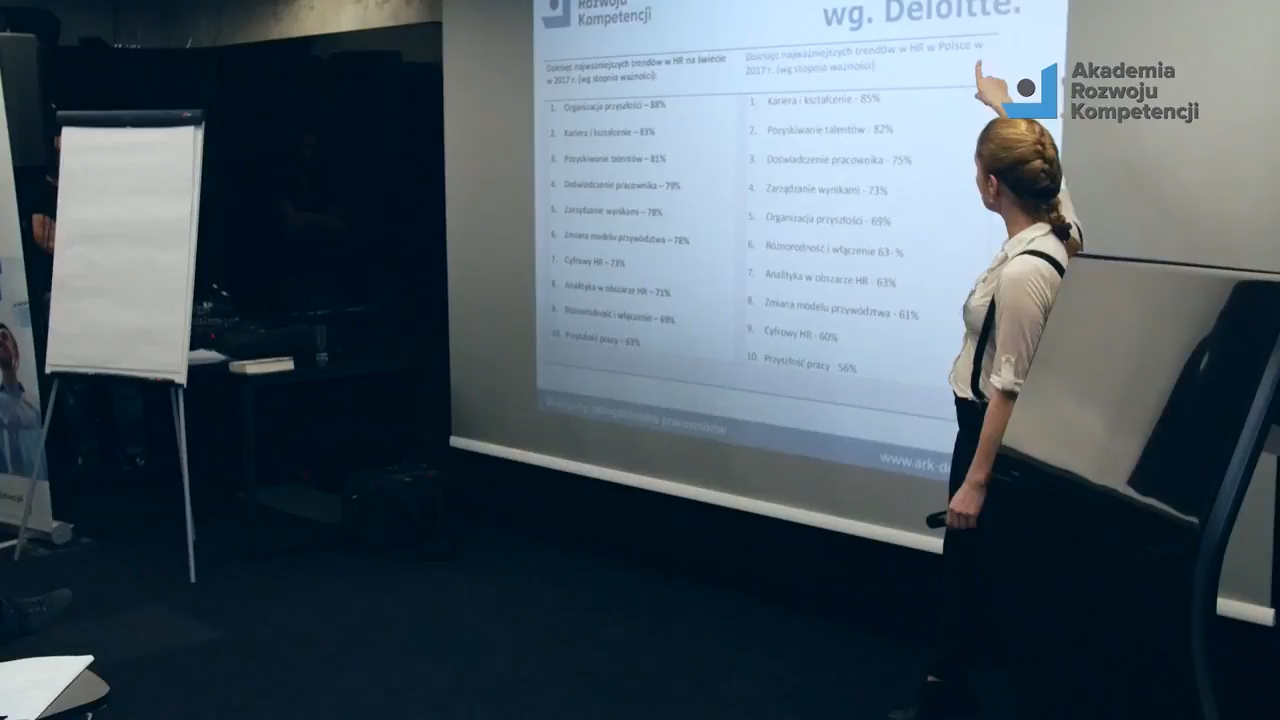 Rozwoju
Kompetencji
wg. Deloitte.
Dziesięć najważniejszych trendów w HR na świecie
w 2017 r. (wg stopnia ważności):
1. Organizacja przyszłości – 88%
2. Kariera i kształcenie – 83%
3. Pozyskiwanie talentów – 81%
4. Doświadczenie pracownika – 79%
5. Zarządzanie wynikami – 78%
6. Zmiana modelu przywództwa – 78%
7. Cyfrowy HR – 73%
8. Analityka w obszarze HR – 71%
9. Różnorodność i włączenie – 69%
10. Przyszłość pracy – 63%
Dziesięć najważniejszych trendów w HR w Polsce w
2017 r. (wg stopnia ważności):
1. Kariera i kształcenie - 85%
2. Pozyskiwanie talentów - 82%
3. Doświadczenie pracownika - 75%
4. Zarządzanie wynikami - 73%
5. Organizacja przyszłości - 69%
6. Różnorodność i włączenie 63 %
7. Analityka w obszarze HR - 63%
8. Zmiana modelu przywództwa - 61%
9. Cyfrowy HR - 60%
10. Przyszłość pracy 56%
pracowników
www.ark-d
Akademia
Rozwoju
Kompetencji